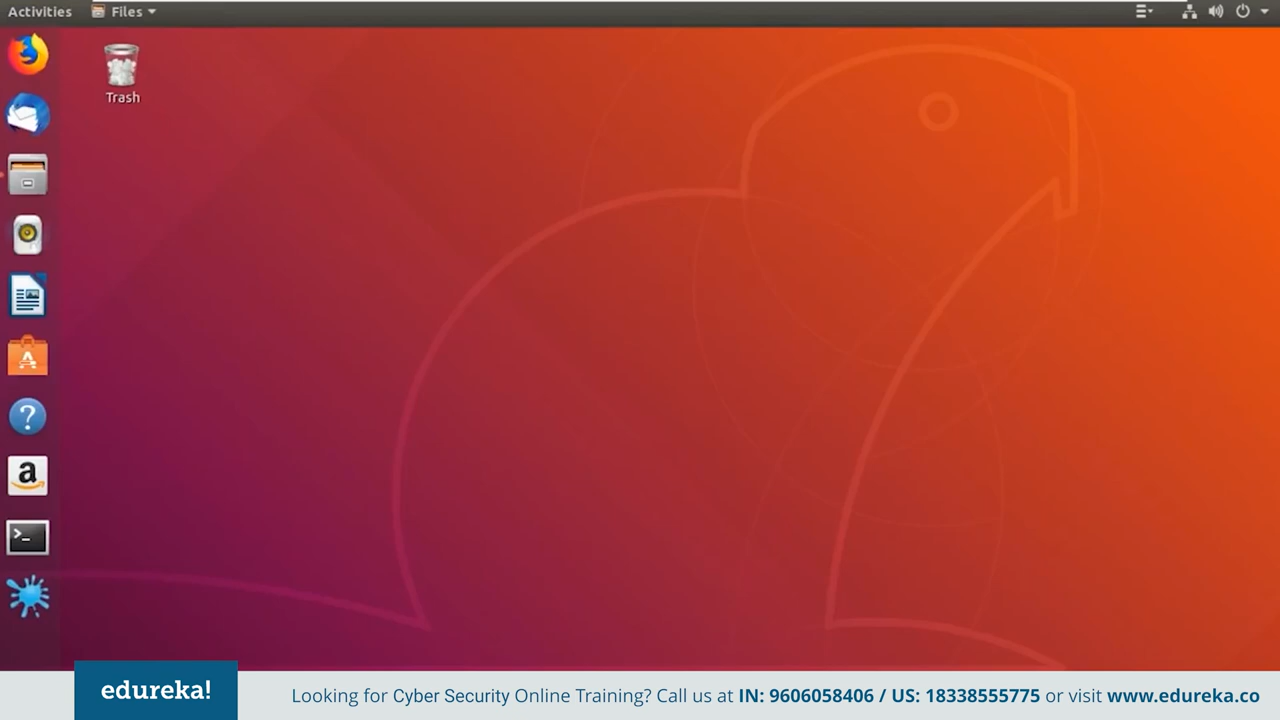 Activities Files
Trash
edureka!
Looking for Cyber Security Online Training? Call us at IN: 9606058406 / US: 18338555775 or visit www.edureka.co